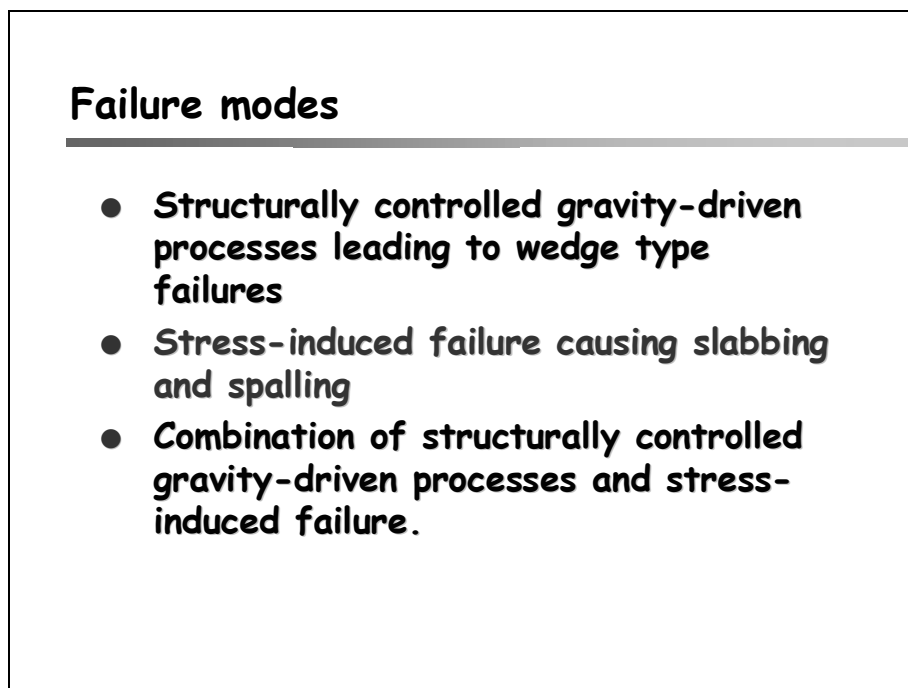 Failure modes
● Structurally controlled gravity-driven
processes leading to wedge type
failures
● Stress-induced failure causing slabbing
and spalling
● Combination of structurally controlled
gravity-driven processes and stress-
induced failure.